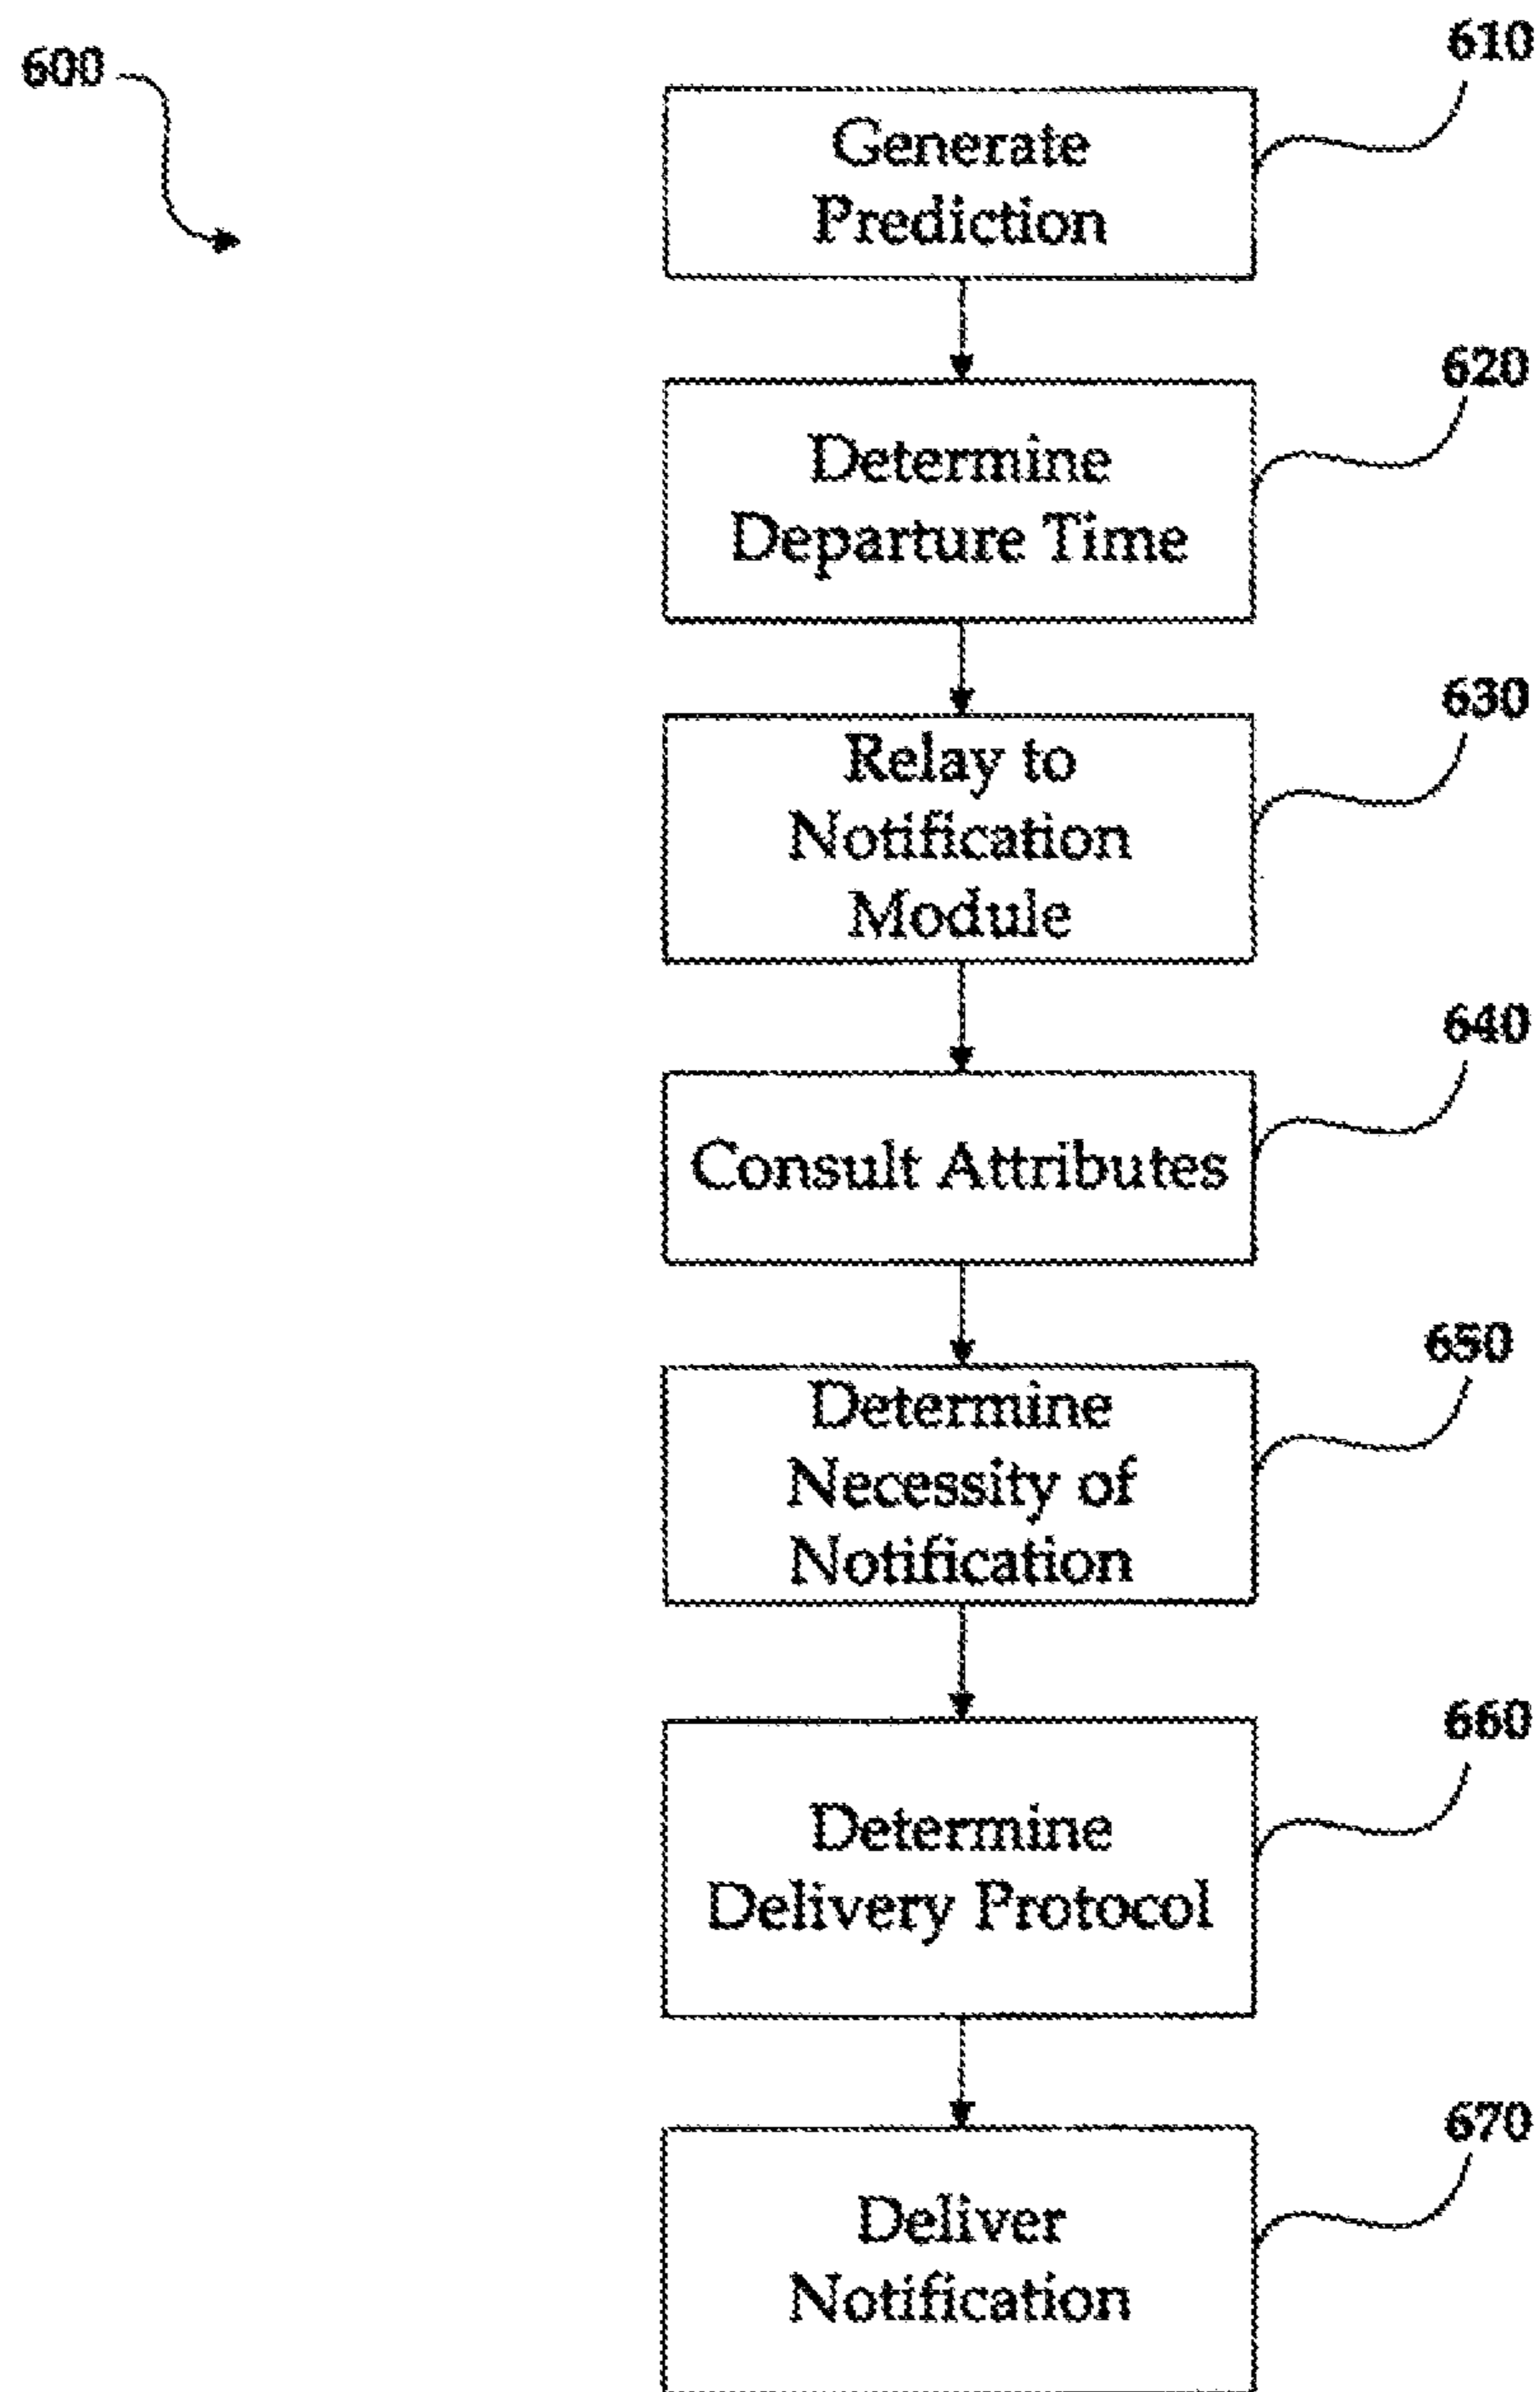 600
610
Generate
Prediction
620
Determine
Departure Time
630
Relay to
Notification
Module
640
Consult Attributes
650
Determine
Necessity of
Notification
660
Determine
Delivery Protocol
670
Deliver
Notification